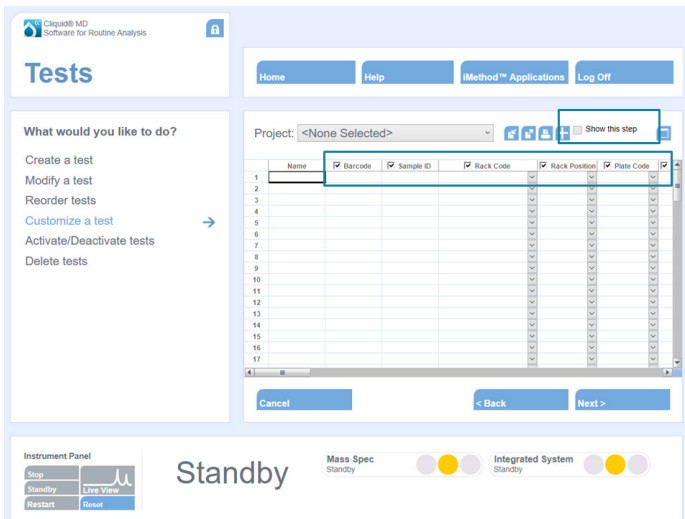 Cliquid® MD
Software for Routine Analysis
Tests
Home Help iMethod™ Applications Log Off
What would you like to do?
Create a test
Modify a test
Reorder tests
Customize a test
Activate/Deactivate tests
Delete tests
Project: <None Selected> Show this step
Name Barcode Sample ID Rack Code Rack Position Plate Code
1
2
3
4
5
6
7
8
9
10
11
12
13
14
15
16
17
Cancel < Back Next >
Instrument Panel
Stop
Standby Live View
Restart Reset
Standby
Mass Spec
Standby
Integrated System
Standby